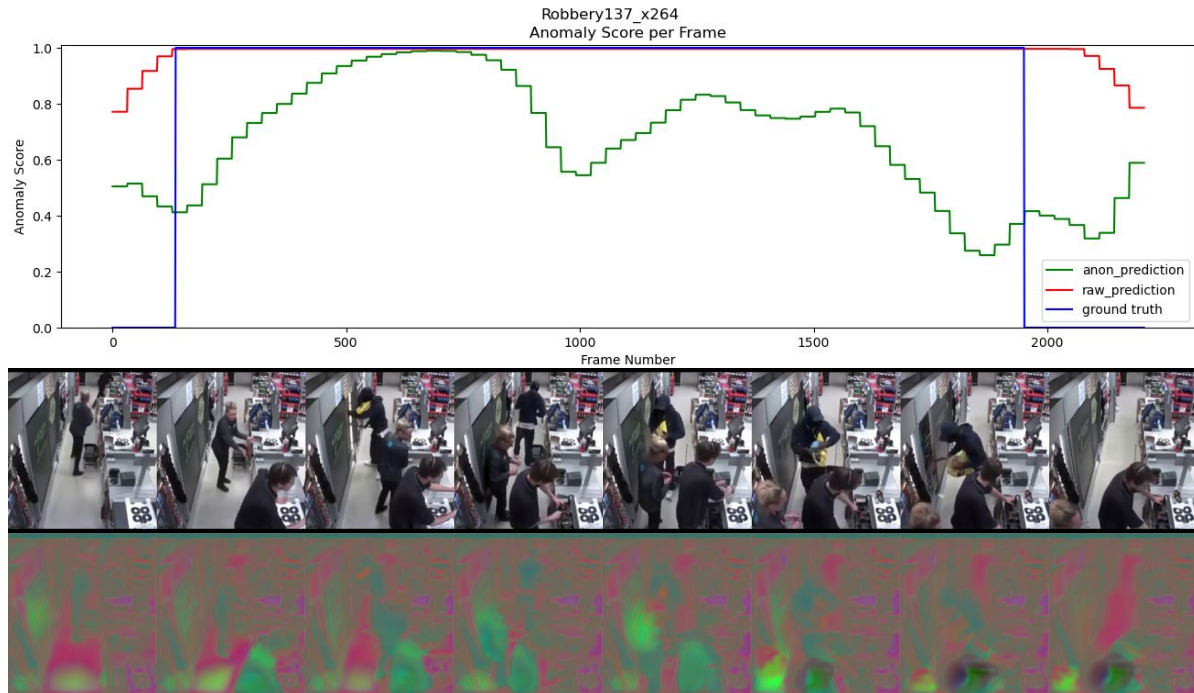 Robbery137_x264
Anomaly Score per Frame
1.0
0.8
0.6
0.4
0.2
0.0
Anomaly Score
0
500
1000
1500
2000
Frame Number
anon_prediction
raw_prediction
ground truth